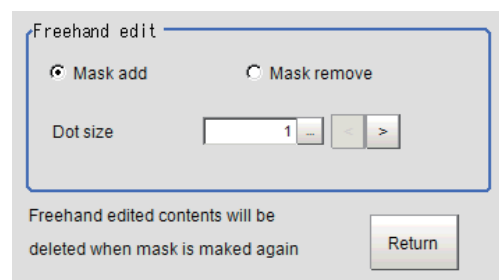 Freehand edit
Mask add Mask remove
Dot size 1 ... < >
Freehand edited contents will be
deleted when mask is maked again
Return